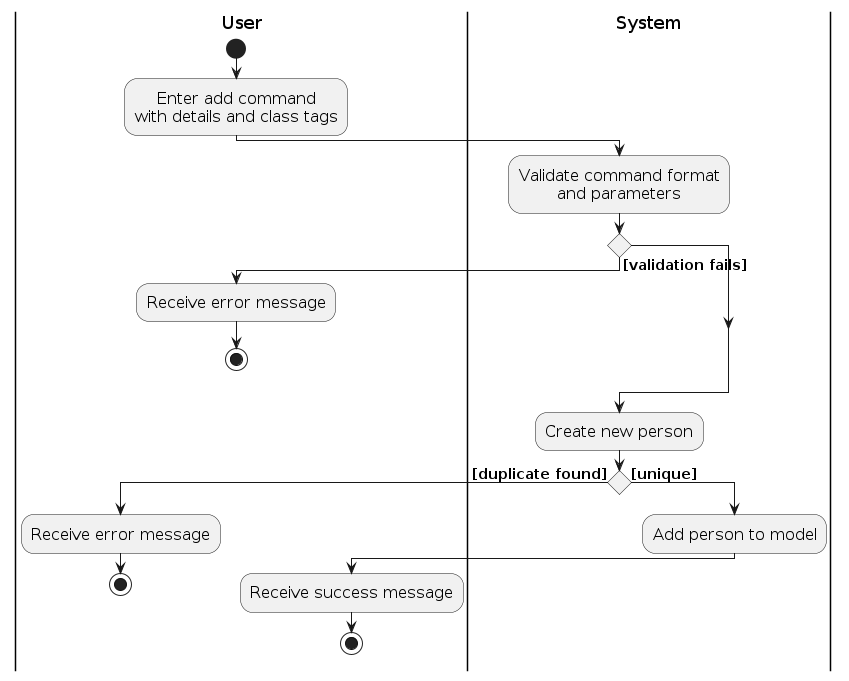 User
System
Enter add command
with details and class tags
Validate command format
and parameters
[validation fails]
Receive error message
Create new person
[duplicate found]
[unique]
Receive error message
Add person to model
Receive success message